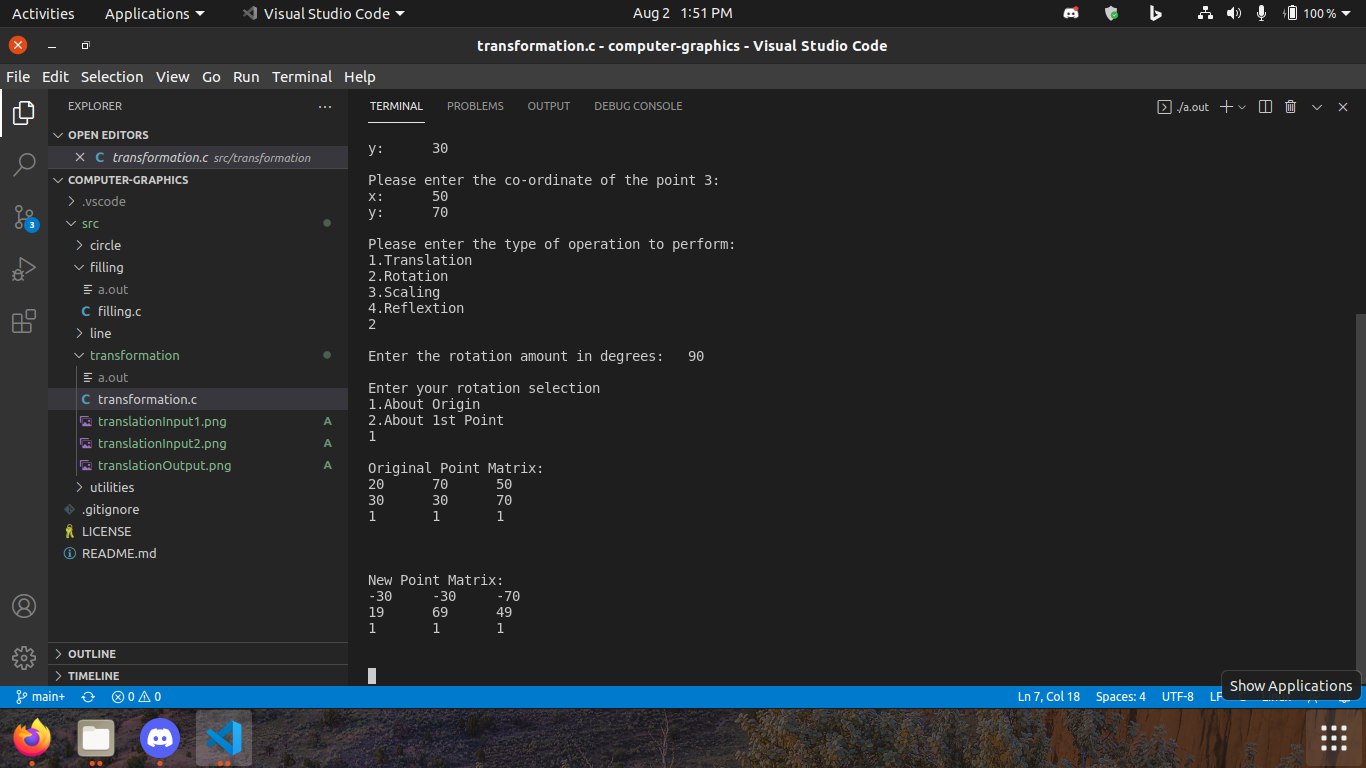 Activities Applications Visual Studio Code Aug 2 1:51 PM 100 %
transformation.c - computer-graphics - Visual Studio Code
File Edit Selection View Go Run Terminal Help
EXPLORER
OPEN EDITORS
transformation.c src/transformation
COMPUTER-GRAPHICS
.vscode
src
circle
filling
a.out
C filling.c
line
transformation
a.out
C transformation.c
translationInput1.png A
translationInput2.png A
translationOutput.png A
utilities
.gitignore
LICENSE
README.md
OUTLINE
TIMELINE
3
TERMINAL PROBLEMS OUTPUT DEBUG CONSOLE ./a.out
y: 30
Please enter the co-ordinate of the point 3:
x: 50
y: 70
Please enter the type of operation to perform:
1.Translation
2.Rotation
3.Scaling
4.Reflextion
2
Enter the rotation amount in degrees: 90
Enter your rotation selection
1.About Origin
2.About 1st Point
1
Original Point Matrix:
20 70 50
30 30 70
1 1 1
New Point Matrix:
-30 -30 -70
19 69 49
1 1 1
main+ 0 0 Ln 7, Col 18 Spaces: 4 UTF-8
Show Applications